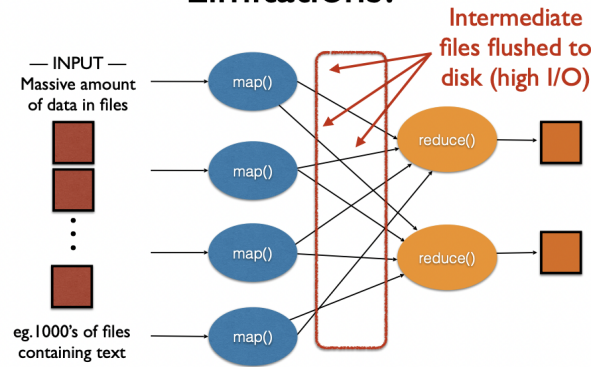 Limitations:
Intermediate
files flushed to
disk (high I/O)
— INPUT —
Massive amount
of data in files
map()
map()
map()
map()
reduce()
reduce()
eg.1000's of files
containing text